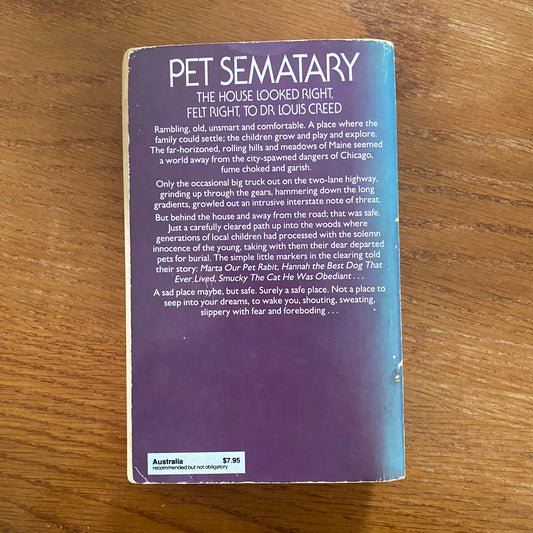 PET SEMATARY
THE HOUSE LOOKED RIGHT,
FELT RIGHT, TO DR LOUIS CREED
Rambling, old, unsmart and comfortable. A place where the
family could settle; the children grow and play and explore.
The far-horizoned, rolling hills and meadows of Maine seemed
a world away from the city-spawned dangers of Chicago,
fume choked and garish.
Only the occasional big truck out on the two-lane highway,
grinding up through the gears, hammering down the long
gradients, growled out an intrusive interstate note of threat.
But behind the house and away from the road; that was safe.
Just a carefully cleared path up into the woods where
generations of local children had processed with the solemn
innocence of the young, taking with them their dear departed
pets for burial. The simple little markers in the clearing told
their story: Marta Our Pet Rabit, Hannah the Best Dog That
Ever Lived, Smucky The Cat He Was Obediant . . .
A sad place maybe, but safe. Surely a safe place. Not a place to
seep into your dreams, to wake you, shouting, sweating,
slippery with fear and foreboding . . .
Australia $7.95
recommended but not obligatory